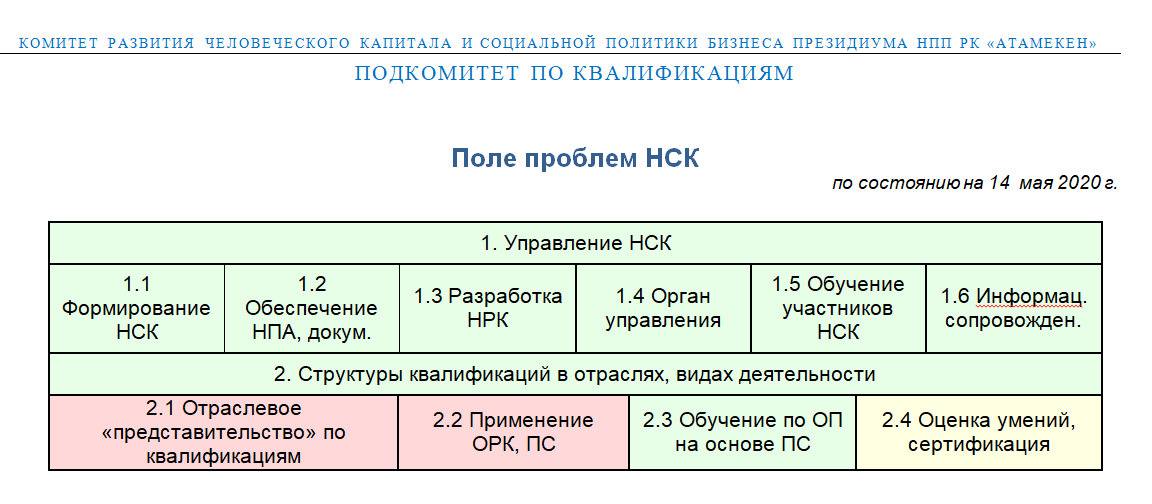 КОМИТЕТ РАЗВИТИЯ ЧЕЛОВЕЧЕСКОГО КАПИТАЛА И СОЦИАЛЬНОЙ ПОЛИТИКИ БИЗНЕСА ПРЕЗИДИУМА НПП РК «АТАМЕКЕН»
ПОДКОМИТЕТ ПО КВАЛИФИКАЦИЯМ
Поле проблем НСК
по состоянию на 14 мая 2020 г.
1. Управление НСК
1.1
Формирование
НСК
1.2
Обеспечение
НПА, докум.
1.3 Разработка
НРК
1.4 Орган
управления
1.5 Обучение
участников
НСК
1.6 Информац.
сопровожден.
2. Структуры квалификаций в отраслях, видах деятельности
2.1 Отраслевое
«представительство» по
квалификациям
2.2 Применение
ОРК, ПС
2.3 Обучение по ОП
на основе ПС
2.4 Оценка умений,
сертификация